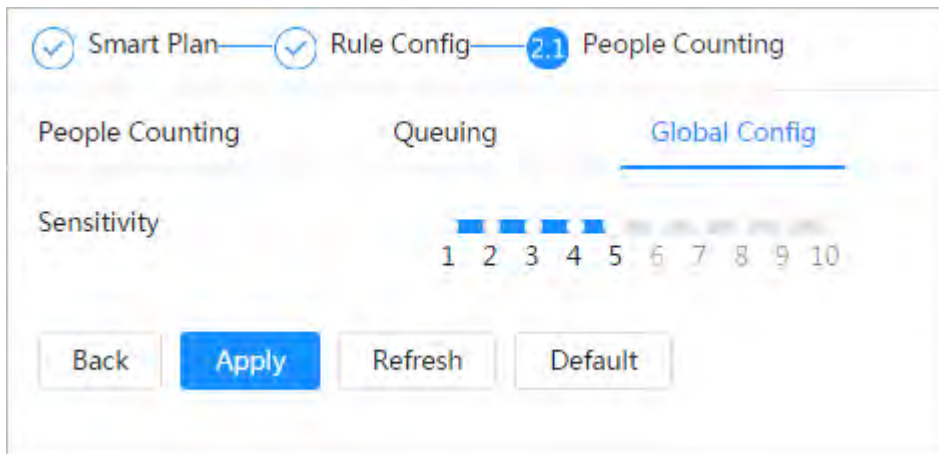 Smart Plan Rule Config 2.1 People Counting
People Counting Queuing Global Config
Sensitivity
1 2 3 4 5 6 7 8 9 10
Back Apply Refresh Default